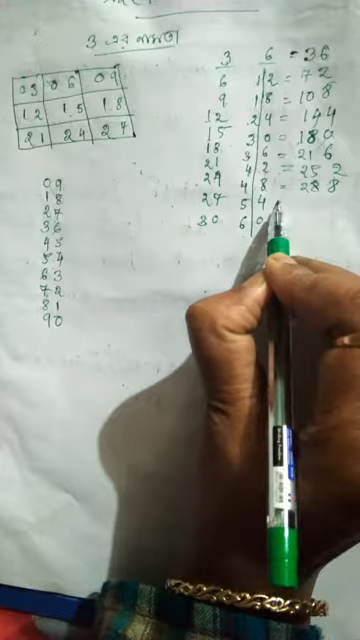 3 এর নামতা
03 06 09
12 15 18
21 24 27
09
18
27
36
45
54
63
72
81
90
3 6 = 36
6 12 = 72
9 18 = 108
12 24 = 144
15 30 = 180
18 36 = 216
21 42 = 252
24 48 = 288
27 54
30 60